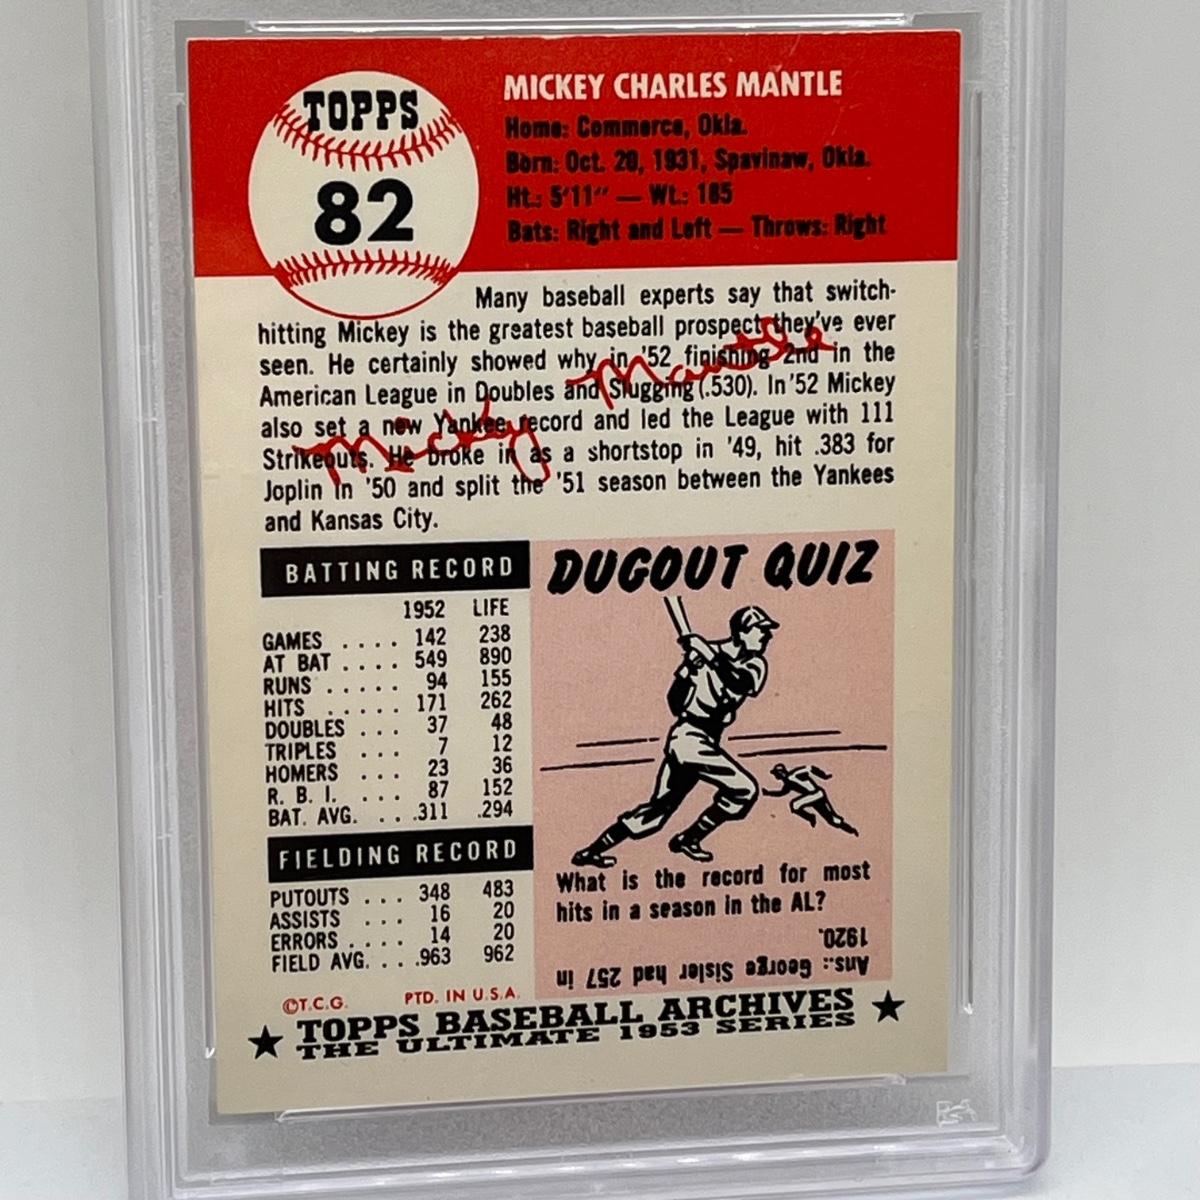 TOPPS
82
MICKEY CHARLES MANTLE
Home: Commerce, Okla.
Born: Oct. 20, 1931, Spavinaw, Okla.
Ht.: 5'11" — Wt.: 185
Bats: Right and Left — Throws: Right
Many baseball experts say that switch-
hitting Mickey is the greatest baseball prospect they've ever
seen. He certainly showed why in '52 finishing 2nd in the
American League in Doubles and Slugging (.530). In '52 Mickey
also set a new Yankee record and led the League with 111
Strikeouts. He broke in as a shortstop in '49, hit .383 for
Joplin in '50 and split the '51 season between the Yankees
and Kansas City.
Mickey Mantle
BATTING RECORD
1952 LIFE
GAMES .... 142 238
AT BAT .... 549 890
RUNS ..... 94 155
HITS ..... 171 262
DOUBLES ... 37 48
TRIPLES ... 7 12
HOMERS ... 23 36
R. B. I. ... 87 152
BAT. AVG. . . .311 .294
FIELDING RECORD
PUTOUTS ... 348 483
ASSISTS ... 16 20
ERRORS .... 14 20
FIELD AVG. . . .963 962
©T.C.G. PTD. IN U.S.A.
DUGOUT QUIZ
What is the record for most
hits in a season in the AL?
Ans.: George Sisler had 257 in
1920.
★ TOPPS BASEBALL ARCHIVES ★
THE ULTIMATE 1953 SERIES
PSA